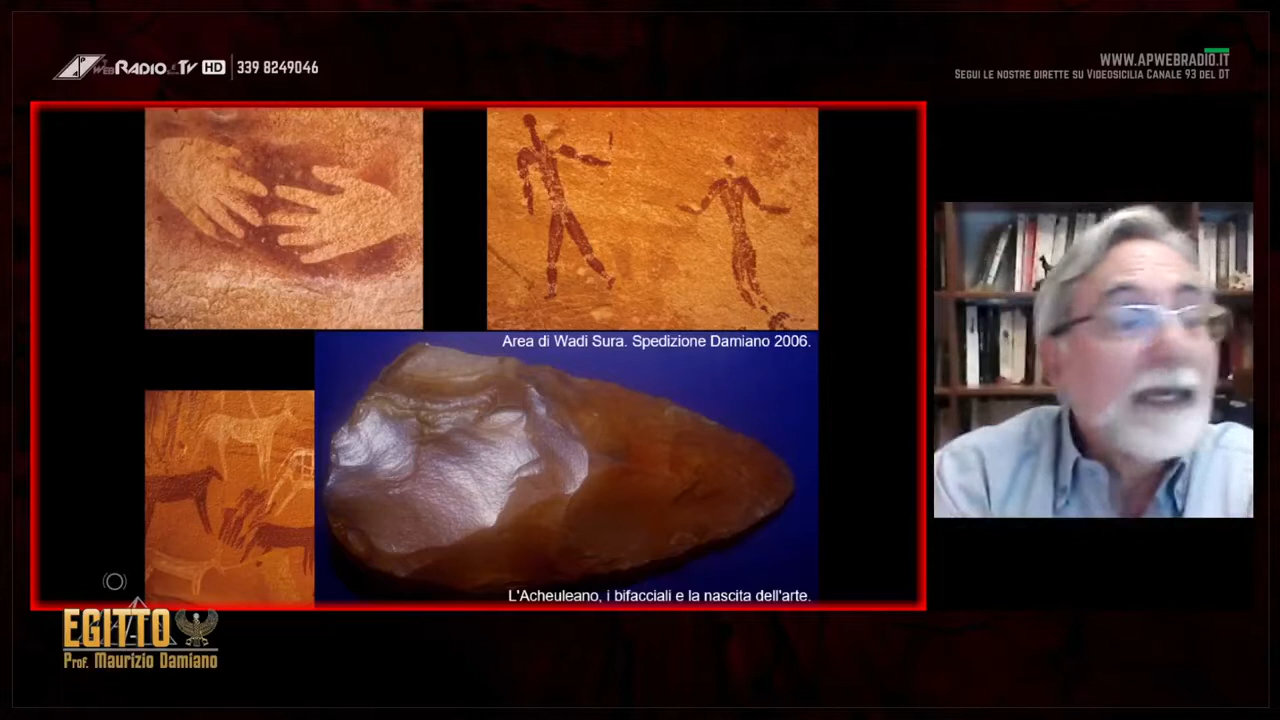 WEB RADIO E TV HD 339 8249046
WWW.APWEBRADIO.IT
SEGUI LE NOSTRE DIRETTE SU VIDEOSICILIA CANALE 93 DEL DT
Area di Wadi Sura. Spedizione Damiano 2006.
L'Acheuleano, i bifacciali e la nascita dell'arte.
EGITTO
Prof. Maurizio Damiano